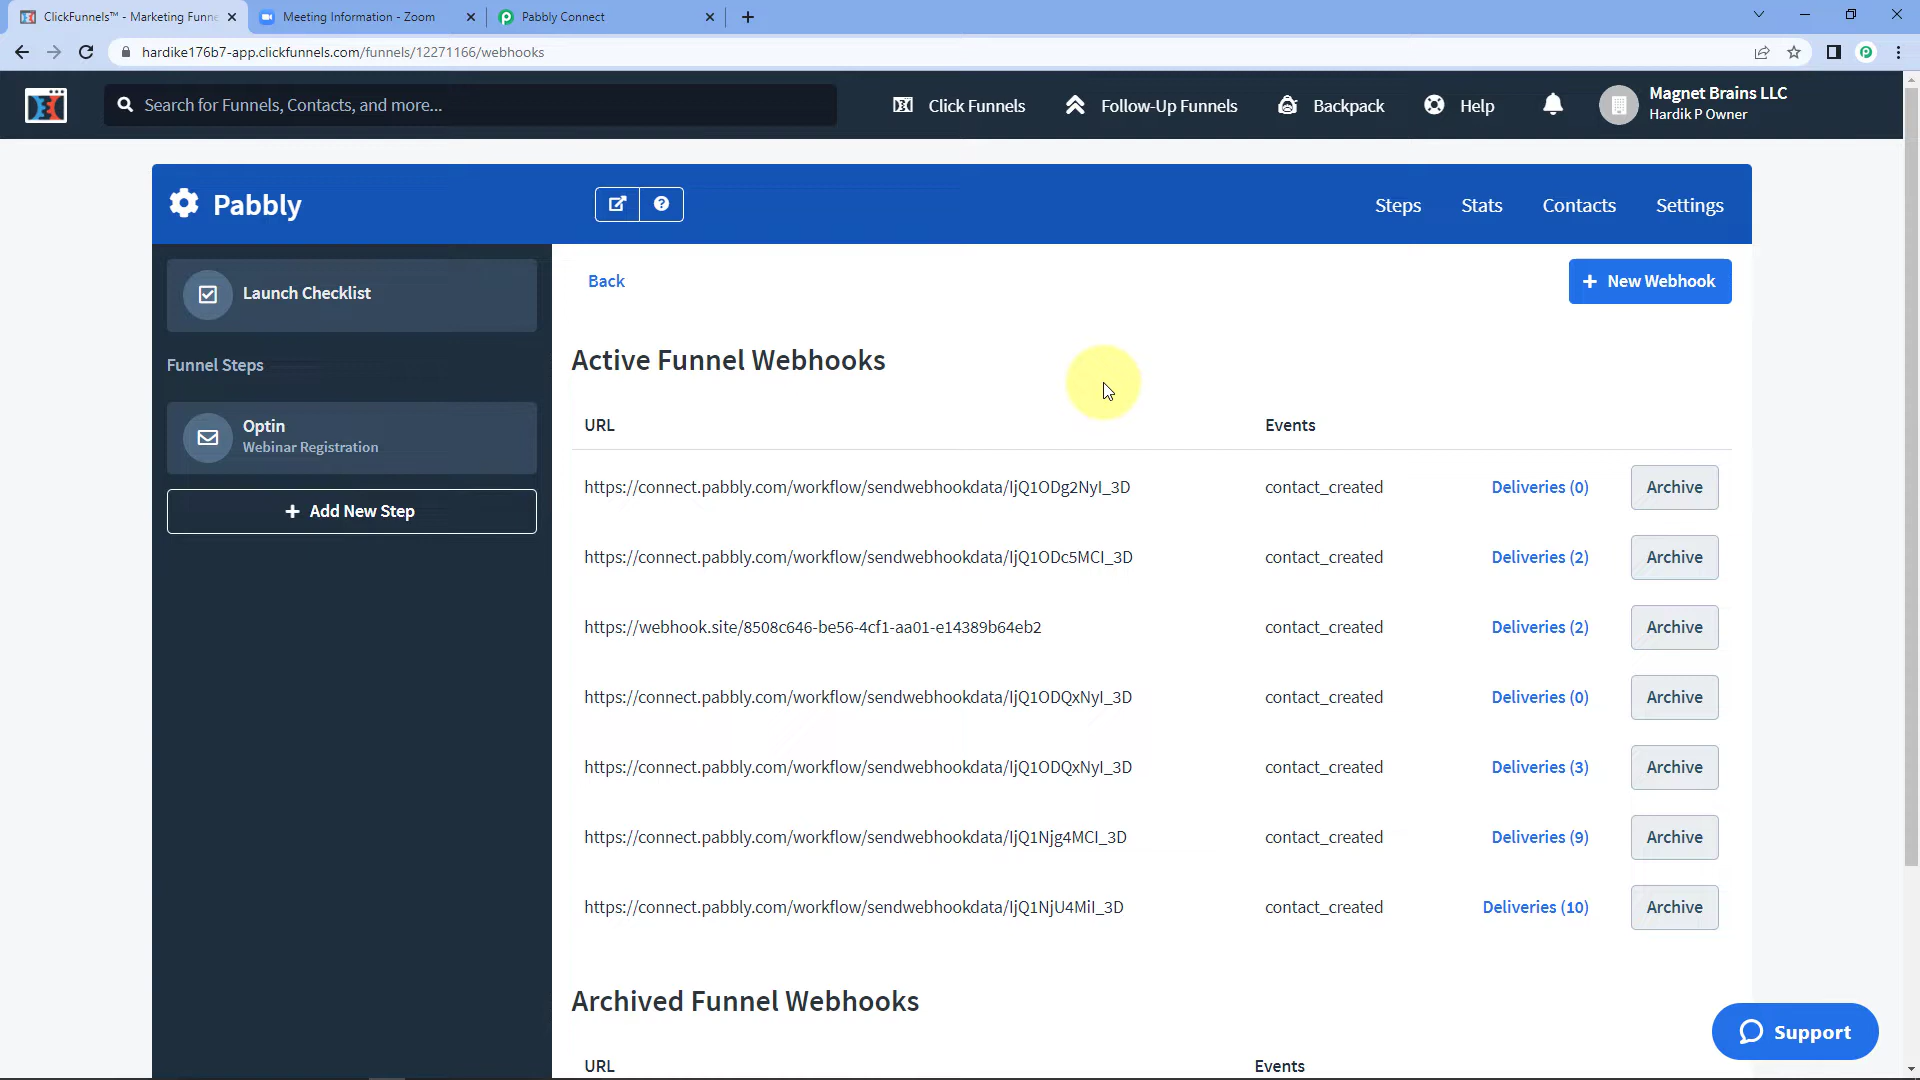 ClickFunnels™ - Marketing Funne
Meeting Information - Zoom
Pabbly Connect
hardike176b7-app.clickfunnels.com/funnels/12271166/webhooks
Search for Funnels, Contacts, and more...
Click Funnels
Follow-Up Funnels
Backpack
Help
Magnet Brains LLC
Hardik P Owner
Pabbly
Steps
Stats
Contacts
Settings
Launch Checklist
Funnel Steps
Optin
Webinar Registration
+ Add New Step
Back
+ New Webhook
Active Funnel Webhooks
URL Events
https://connect.pabbly.com/workflow/sendwebhookdata/IjQ1ODg2NyI_3D contact_created Deliveries (0) Archive
https://connect.pabbly.com/workflow/sendwebhookdata/IjQ1ODc5MCI_3D contact_created Deliveries (2) Archive
https://webhook.site/8508c646-be56-4cf1-aa01-e14389b64eb2 contact_created Deliveries (2) Archive
https://connect.pabbly.com/workflow/sendwebhookdata/IjQ1ODQxNyI_3D contact_created Deliveries (0) Archive
https://connect.pabbly.com/workflow/sendwebhookdata/IjQ1ODQxNyI_3D contact_created Deliveries (3) Archive
https://connect.pabbly.com/workflow/sendwebhookdata/IjQ1Njg4MCI_3D contact_created Deliveries (9) Archive
https://connect.pabbly.com/workflow/sendwebhookdata/IjQ1NjU4MiI_3D contact_created Deliveries (10) Archive
Archived Funnel Webhooks
URL Events
Support